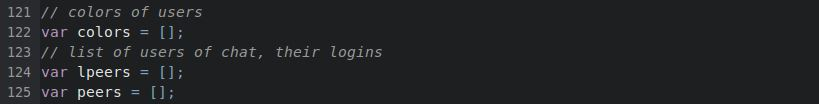 121 // colors of users
122 var colors = [];
123 // list of users of chat, their logins
124 var lpeers = [];
125 var peers = [];